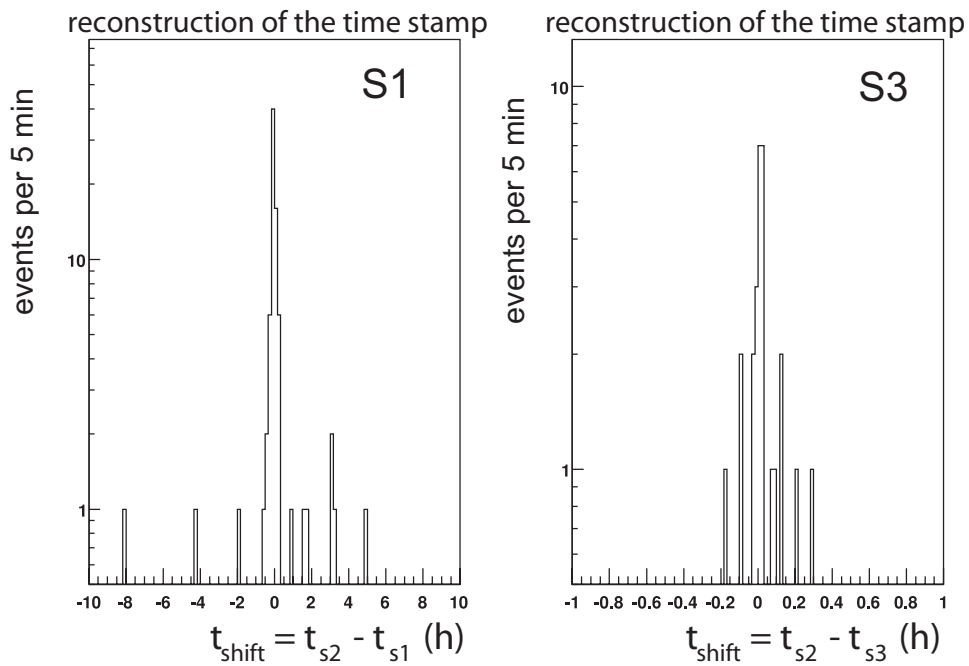 reconstruction of the time stamp
S1
events per 5 min
10
1
-10 -8 -6 -4 -2 0 2 4 6 8 10
t_shift = t_s2 - t_s1 (h)
reconstruction of the time stamp
S3
events per 5 min
10
1
-1 -0.8 -0.6 -0.4 -0.2 0 0.2 0.4 0.6 0.8 1
t_shift = t_s2 - t_s3 (h)